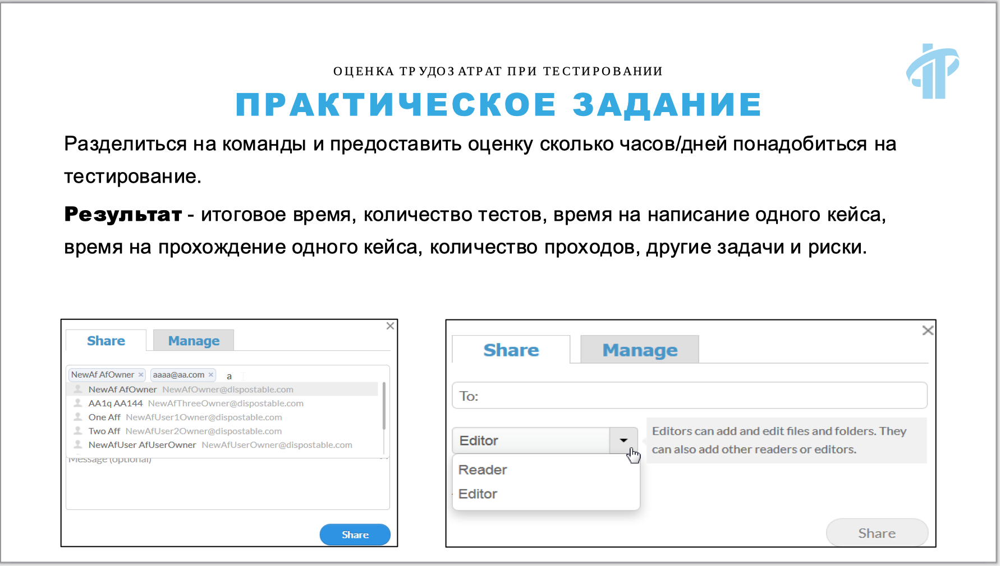 ОЦЕНКА ТРУДОЗАТРАТ ПРИ ТЕСТИРОВАНИИ
ПРАКТИЧЕСКОЕ ЗАДАНИЕ
Разделиться на команды и предоставить оценку сколько часов/дней понадобиться на
тестирование.
Результат - итоговое время, количество тестов, время на написание одного кейса,
время на прохождение одного кейса, количество проходов, другие задачи и риски.
Share Manage
NewAf AfOwner × aaaa@aa.com × a
NewAf AfOwner NewAfOwner@dispostable.com
AA1q AA144 NewAfThreeOwner@dispostable.com
One Aff NewAfUser1Owner@dispostable.com
Two Aff NewAfUser2Owner@dispostable.com
NewAfUser AfUserOwner NewAfUserOwner@dispostable.com
Message (optional)
Share
Share Manage
To:
Editor
Editors can add and edit files and folders. They
can also add other readers or editors.
Reader
Editor
Share